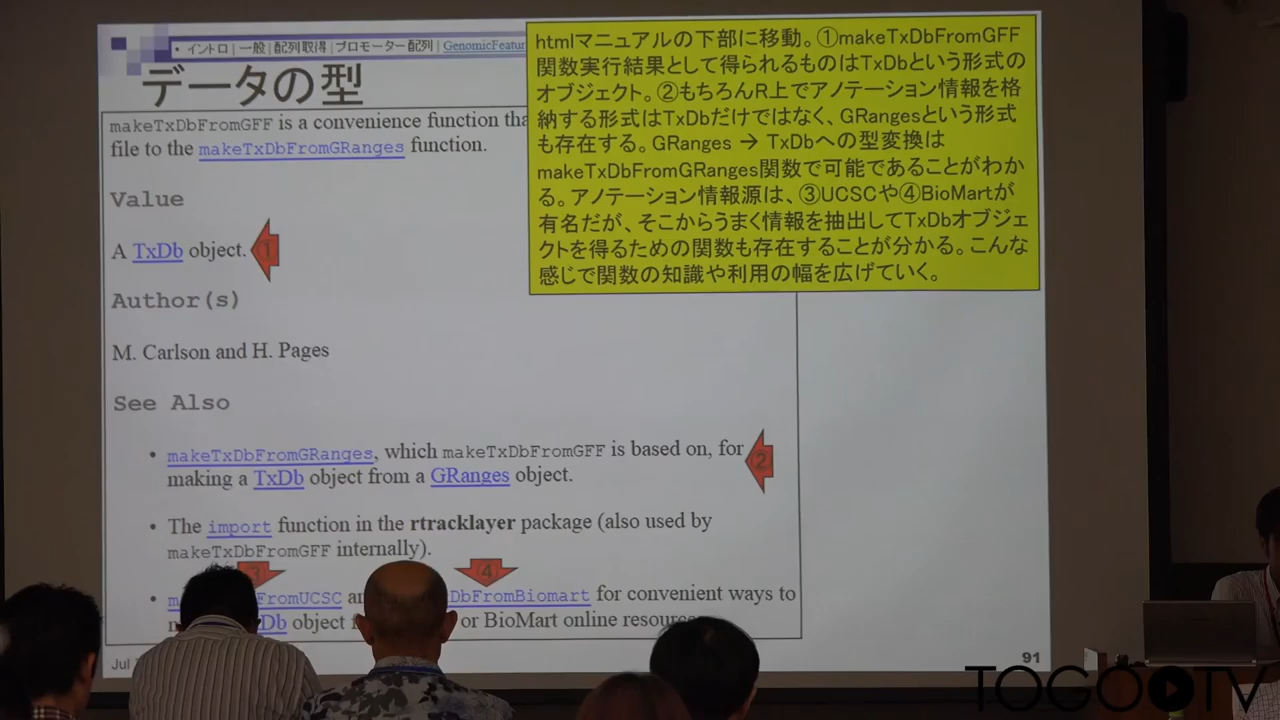 • イントロ | 一般 | 配列取得 | プロモーター配列 | GenomicFeatur
データの型
htmlマニュアルの下部に移動。①makeTxDbFromGFF
関数実行結果として得られるものはTxDbという形式の
オブジェクト。②もちろんR上でアノテーション情報を格
納する形式はTxDbだけではなく、GRangesという形式
も存在する。GRanges → TxDbへの型変換は
makeTxDbFromGRanges関数で可能であることがわか
る。アノテーション情報源は、③UCSCや④BioMartが
有名だが、そこからうまく情報を抽出してTxDbオブジェ
クトを得るための関数も存在することが分かる。こんな
感じで関数の知識や利用の幅を広げていく。
makeTxDbFromGFF is a convenience function tha
file to the makeTxDbFromGRanges function.
Value
A TxDb object. 1
Author(s)
M. Carlson and H. Pages
See Also
• makeTxDbFromGRanges, which makeTxDbFromGFF is based on, for
making a TxDb object from a GRanges object. 2
• The import function in the rtracklayer package (also used by
makeTxDbFromGFF internally).
3 4
• FromUCSC DbFromBiomart for convenient ways to
Db object or BioMart online
Jul
91
TOGOTV